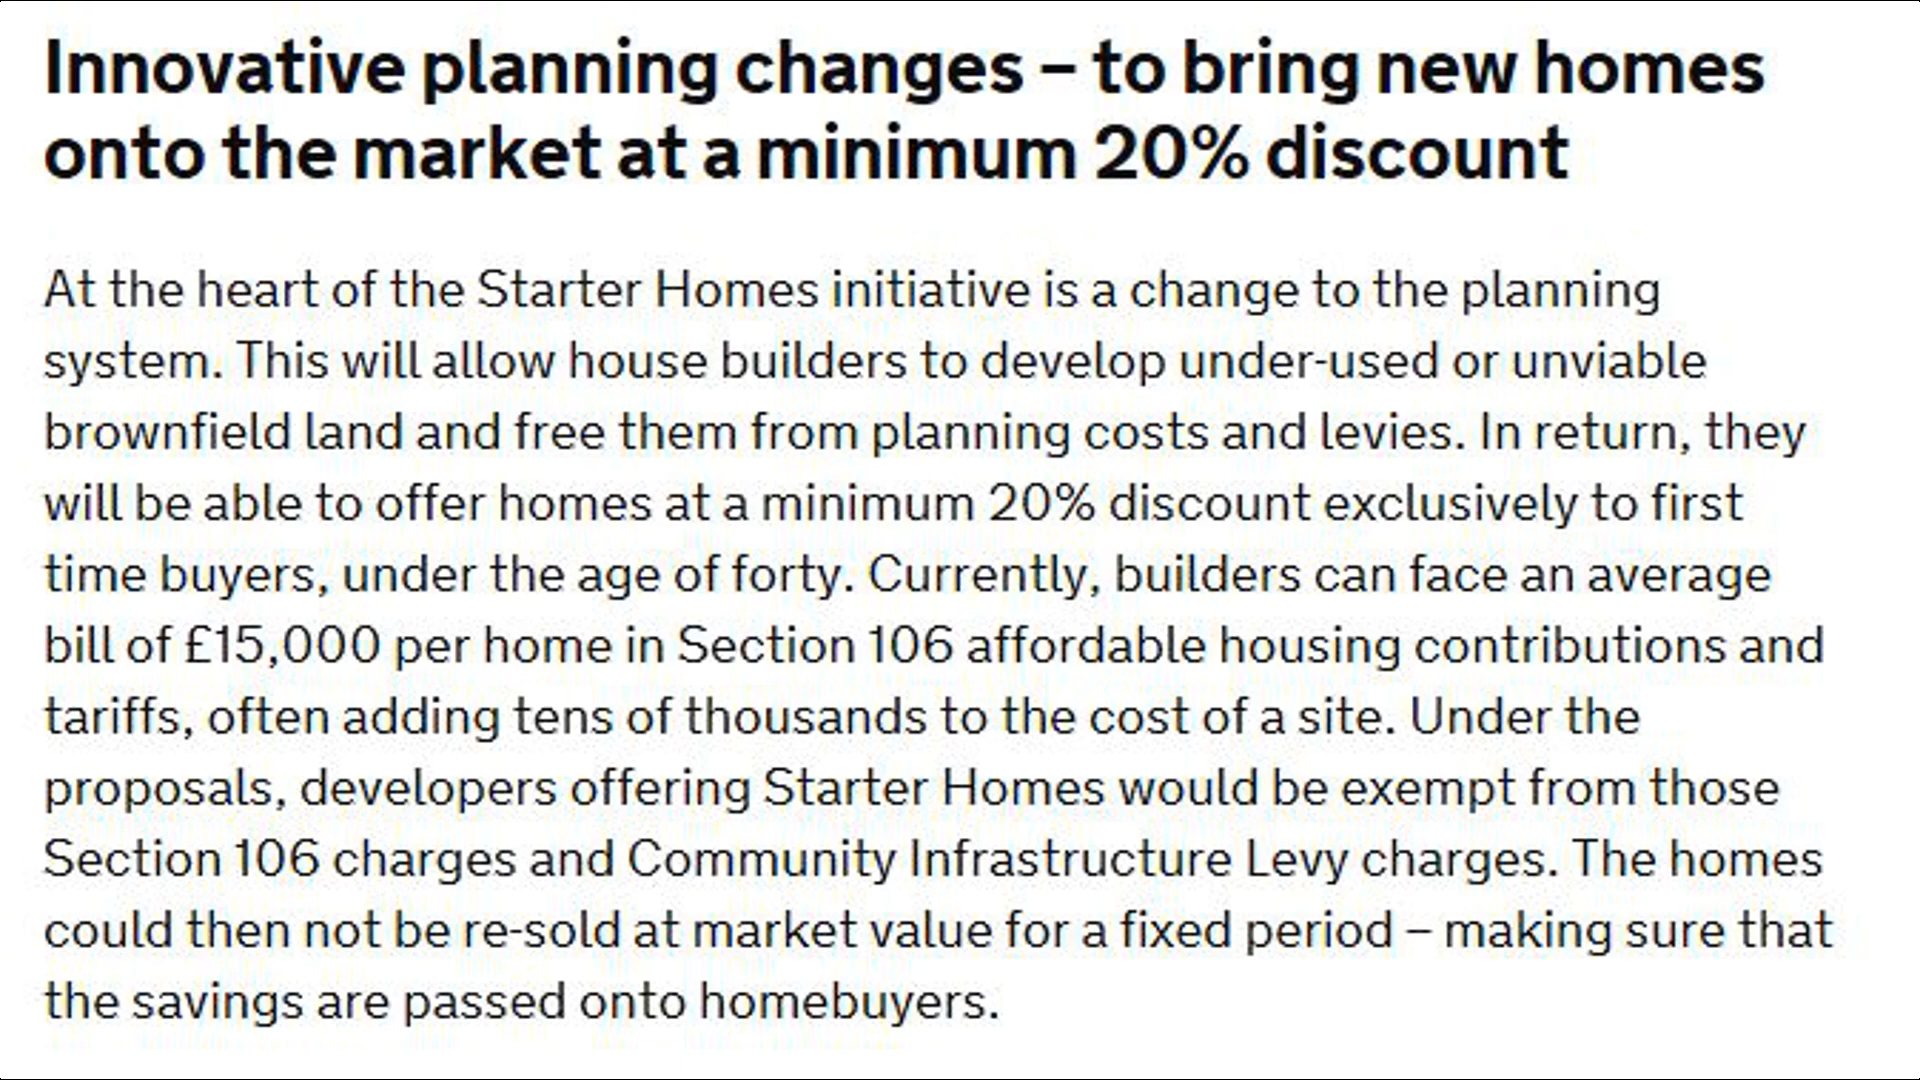 Innovative planning changes – to bring new homes
onto the market at a minimum 20% discount
At the heart of the Starter Homes initiative is a change to the planning
system. This will allow house builders to develop under-used or unviable
brownfield land and free them from planning costs and levies. In return, they
will be able to offer homes at a minimum 20% discount exclusively to first
time buyers, under the age of forty. Currently, builders can face an average
bill of £15,000 per home in Section 106 affordable housing contributions and
tariffs, often adding tens of thousands to the cost of a site. Under the
proposals, developers offering Starter Homes would be exempt from those
Section 106 charges and Community Infrastructure Levy charges. The homes
could then not be re-sold at market value for a fixed period – making sure that
the savings are passed onto homebuyers.